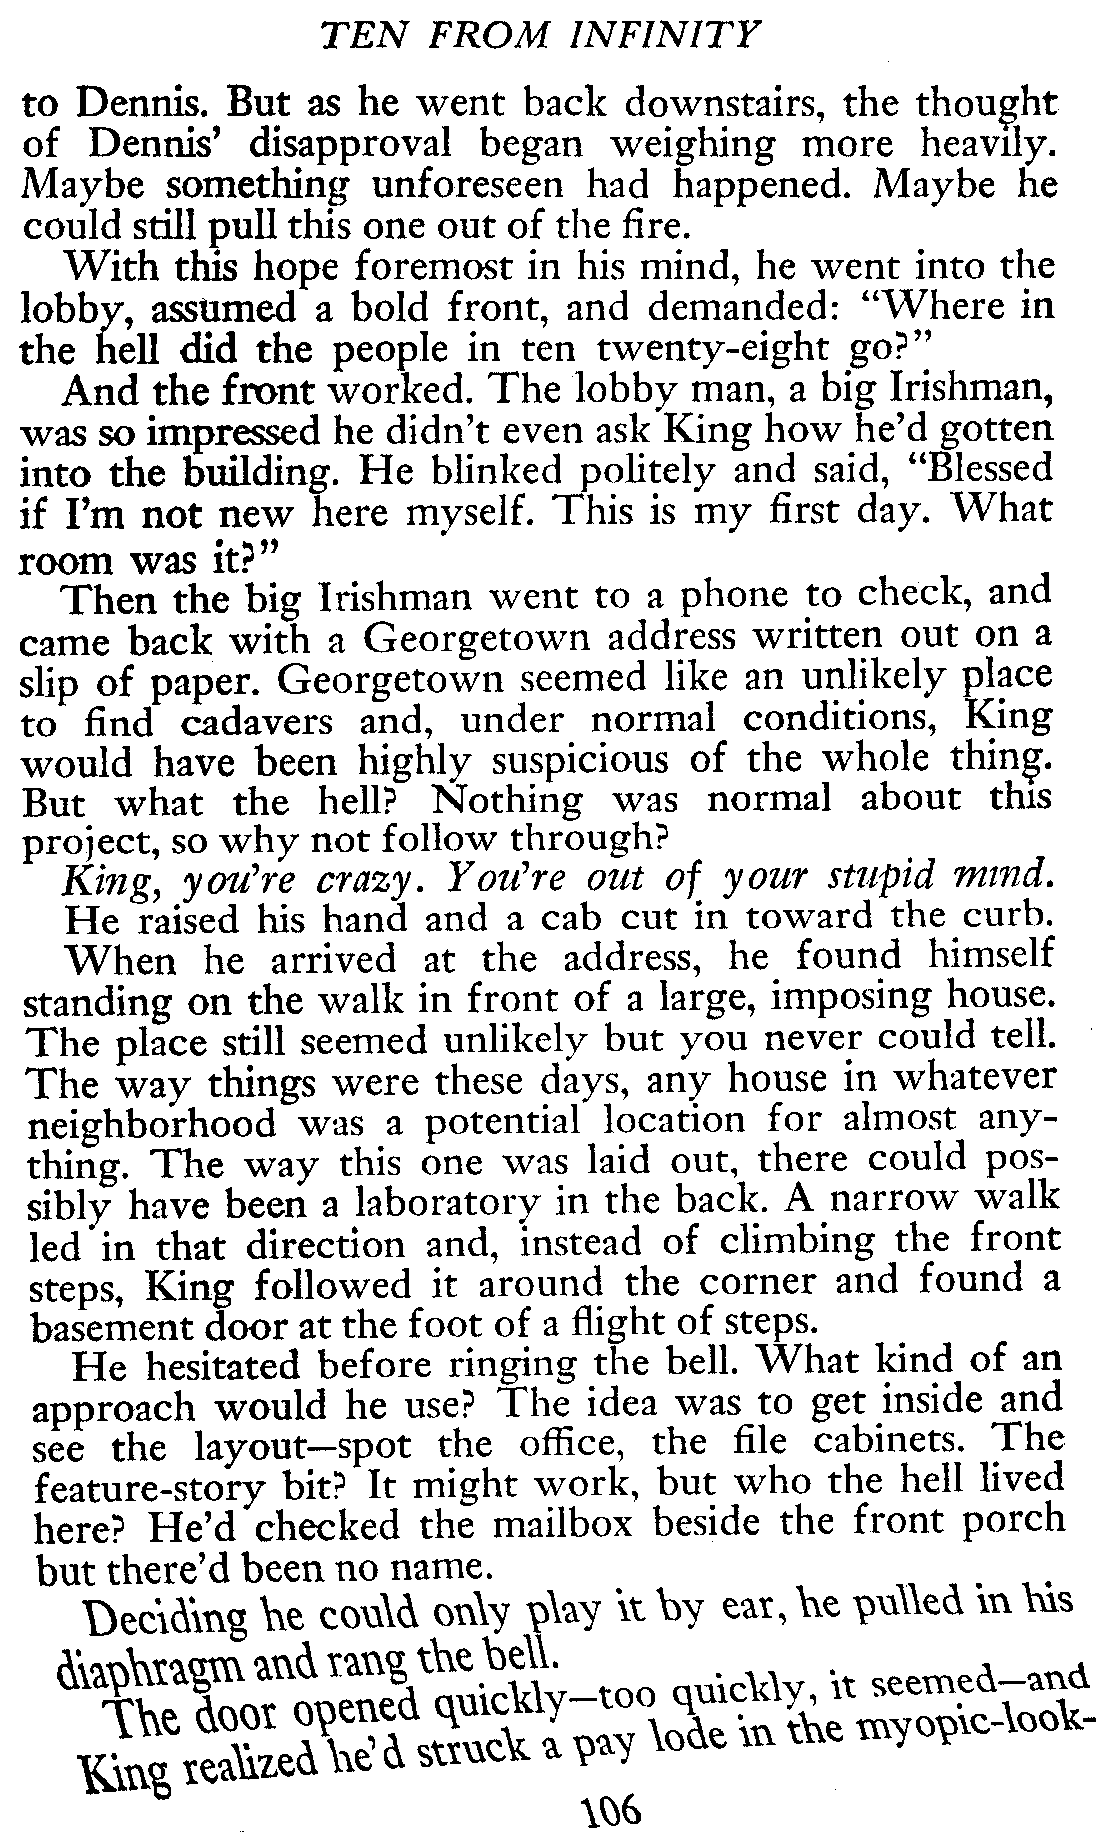 TEN FROM INFINITY
to Dennis. But as he went back downstairs, the thought
of Dennis' disapproval began weighing more heavily.
Maybe something unforeseen had happened. Maybe he
could still pull this one out of the fire.
With this hope foremost in his mind, he went into the
lobby, assumed a bold front, and demanded: "Where in
the hell did the people in ten twenty-eight go?"
And the front worked. The lobby man, a big Irishman,
was so impressed he didn't even ask King how he'd gotten
into the building. He blinked politely and said, "Blessed
if I'm not new here myself. This is my first day. What
room was it?"
Then the big Irishman went to a phone to check, and
came back with a Georgetown address written out on a
slip of paper. Georgetown seemed like an unlikely place
to find cadavers and, under normal conditions, King
would have been highly suspicious of the whole thing.
But what the hell? Nothing was normal about this
project, so why not follow through?
King, you're crazy. You're out of your stupid mind.
He raised his hand and a cab cut in toward the curb.
When he arrived at the address, he found himself
standing on the walk in front of a large, imposing house.
The place still seemed unlikely but you never could tell.
The way things were these days, any house in whatever
neighborhood was a potential location for almost any-
thing. The way this one was laid out, there could pos-
sibly have been a laboratory in the back. A narrow walk
led in that direction and, instead of climbing the front
steps, King followed it around the corner and found a
basement door at the foot of a flight of steps.
He hesitated before ringing the bell. What kind of an
approach would he use? The idea was to get inside and
see the layout—spot the office, the file cabinets. The
feature-story bit? It might work, but who the hell lived
here? He'd checked the mailbox beside the front porch
but there'd been no name.
Deciding he could only play it by ear, he pulled in his
diaphragm and rang the bell.
The door opened quickly—too quickly, it seemed—and
King realized he'd struck a pay lode in the myopic-look-
106